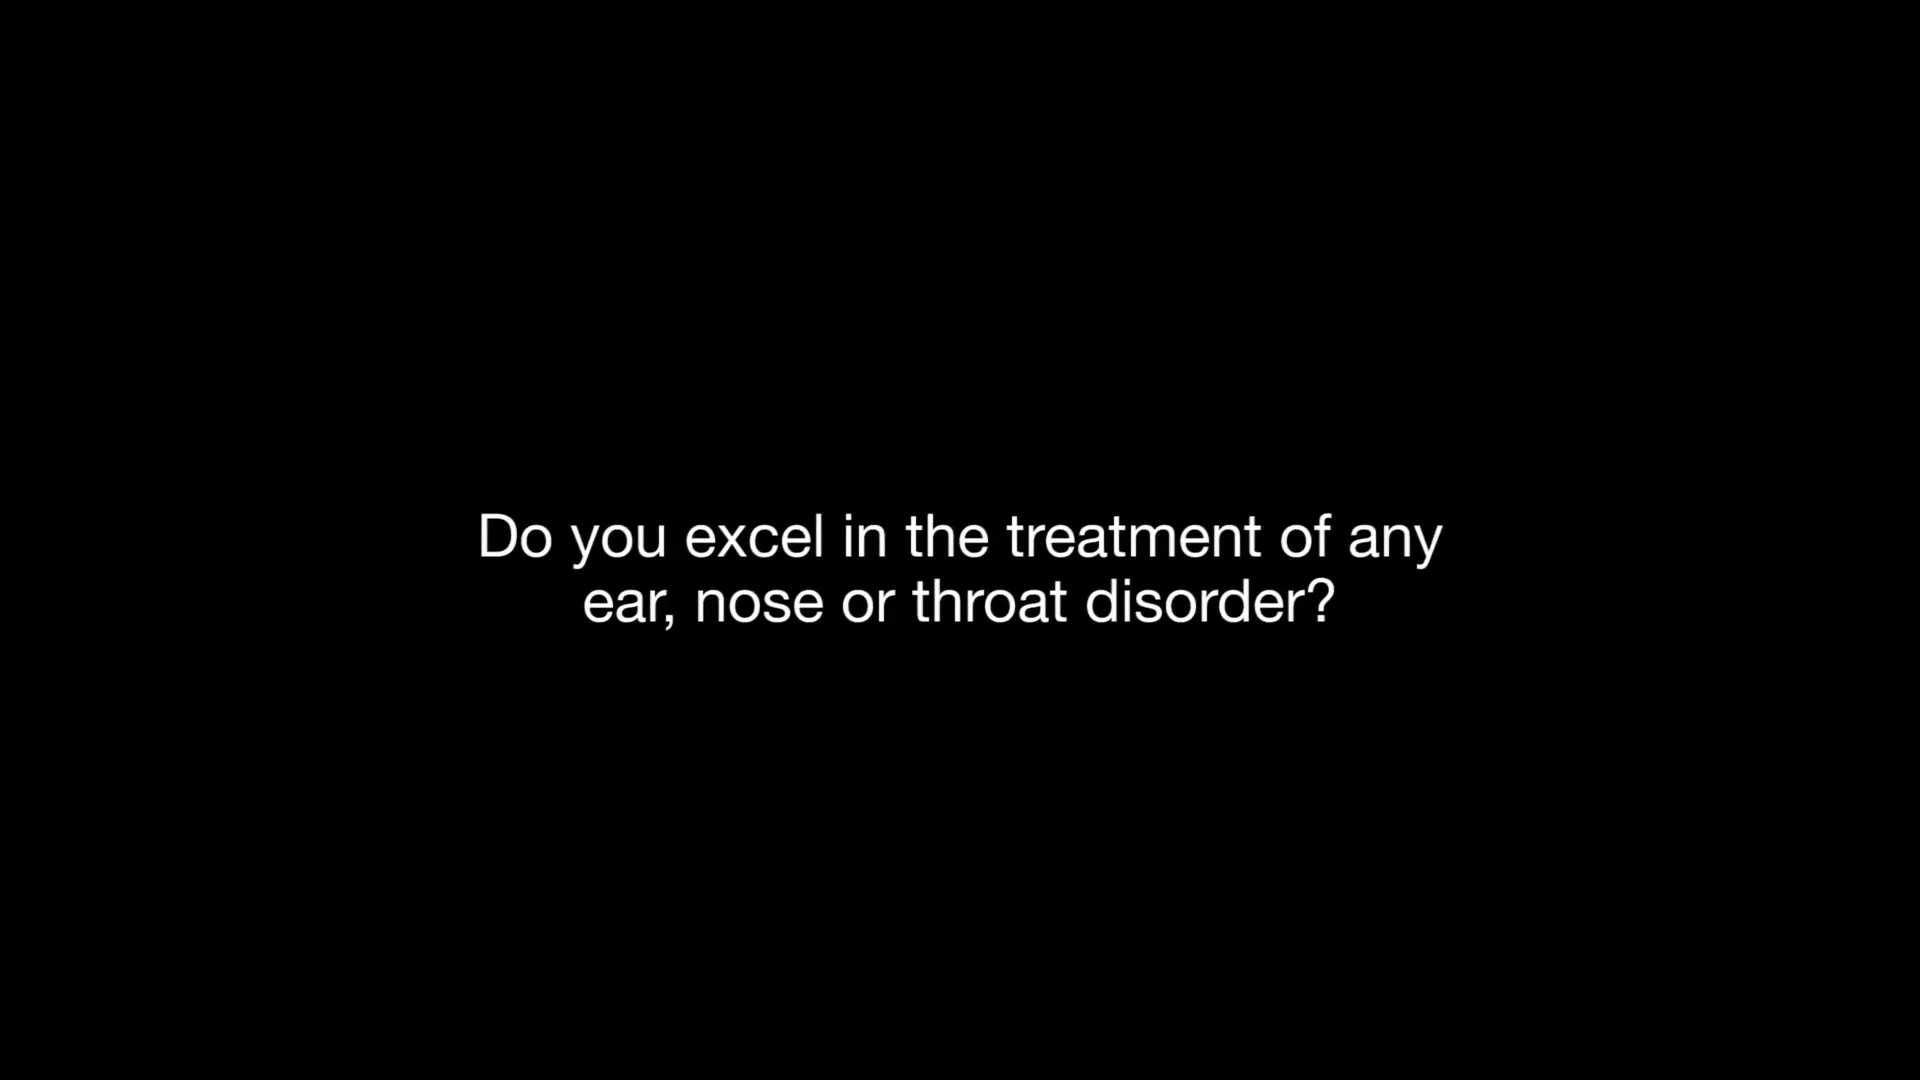 Do you excel in the treatment of any
ear, nose or throat disorder?